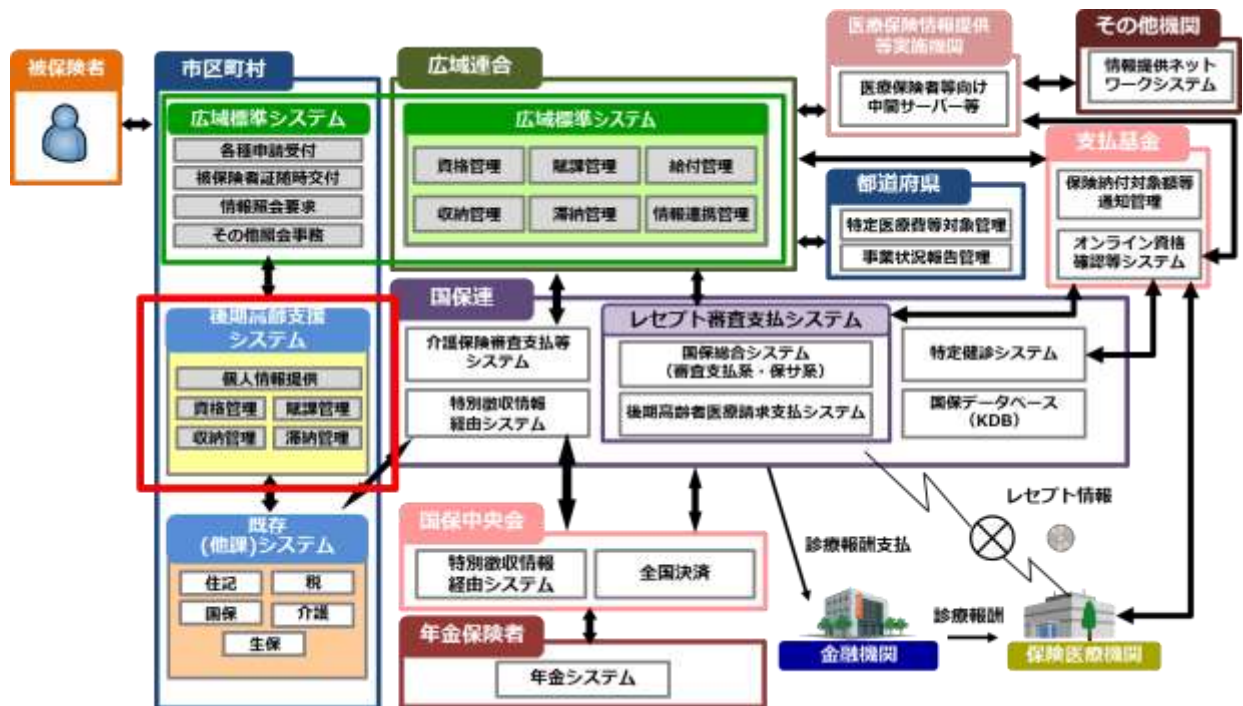 被保険者
市区町村
広域標準システム
各種申請受付
被保険者証随時交付
情報照会要求
その他照会事務
後期高齢支援
システム
個人情報提供
資格管理
賦課管理
収納管理
滞納管理
既存
(他課)システム
住記
税
国保
介護
生保
広域連合
広域標準システム
資格管理
賦課管理
給付管理
収納管理
滞納管理
情報連携管理
医療保険情報提供
等実施機関
医療保険者等向け
中間サーバー等
その他機関
情報提供ネット
ワークシステム
支払基金
保険納付対象額等
通知管理
オンライン資格
確認等システム
都道府県
特定医療費等対象管理
事業状況報告管理
国保連
介護保険審査支払等
システム
特別徴収情報
経由システム
レセプト審査支払システム
国保総合システム
(審査支払系・保サ系)
後期高齢者医療請求支払システム
特定健診システム
国保データベース
(KDB)
国保中央会
特別徴収情報
経由システム
全国決済
年金保険者
年金システム
診療報酬支払
レセプト情報
金融機関
診療報酬
保険医療機関